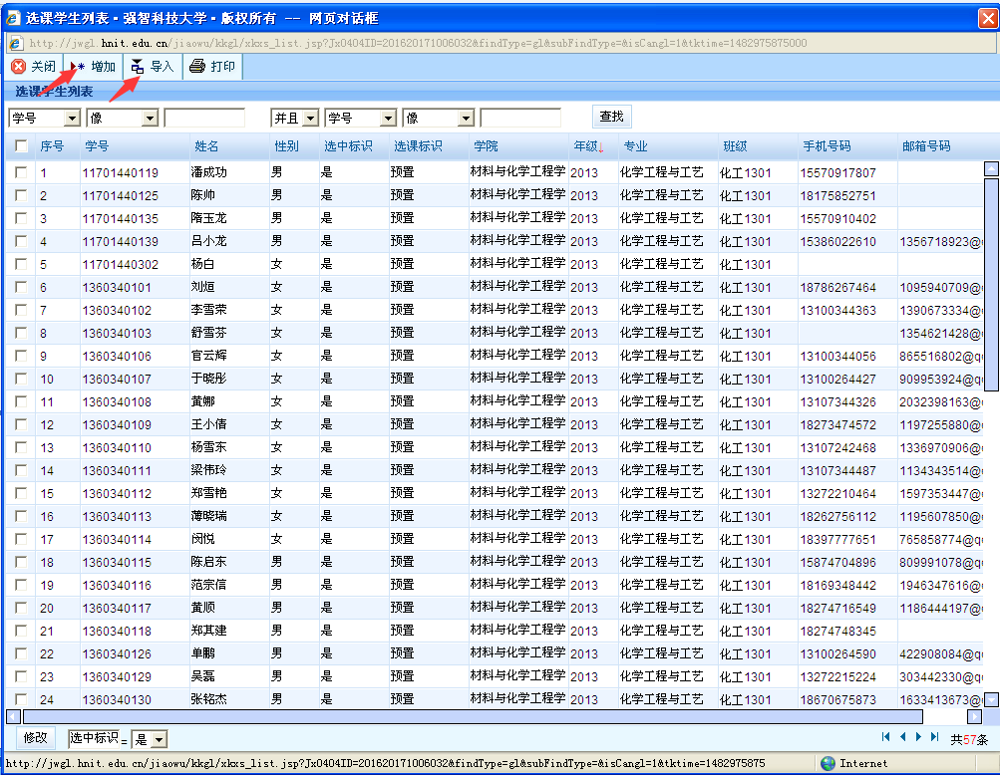 选课学生列表·强智科技大学·版权所有 -- 网页对话框
http://jwgl.hnit.edu.cn/jiaowu/kkgl/xkxs_list.jsp?Jx0404ID=201620171006032&findType=gl&subFindType=&isCangl=1&tktime=1482975875000
关闭 增加 导入 打印
选课学生列表
学号 像 并且 学号 像 查找
序号 学号 姓名 性别 选中标识 选课标识 学院 年级↓ 专业 班级 手机号码 邮箱号码
1 11701440119 潘成功 男 是 预置 材料与化学工程学 2013 化学工程与工艺 化工1301 15570917807
2 11701440125 陈帅 男 是 预置 材料与化学工程学 2013 化学工程与工艺 化工1301 18175852751
3 11701440135 隋玉龙 男 是 预置 材料与化学工程学 2013 化学工程与工艺 化工1301 15570910402
4 11701440139 吕小龙 男 是 预置 材料与化学工程学 2013 化学工程与工艺 化工1301 15386022610 1356718923@
5 11701440302 杨白 女 是 预置 材料与化学工程学 2013 化学工程与工艺 化工1301
6 1360340101 刘烜 女 是 预置 材料与化学工程学 2013 化学工程与工艺 化工1301 18786267464 1095940709@
7 1360340102 李雪荣 女 是 预置 材料与化学工程学 2013 化学工程与工艺 化工1301 13100344363 1390673334@
8 1360340103 舒雪芬 女 是 预置 材料与化学工程学 2013 化学工程与工艺 化工1301 1354621428@
9 1360340106 官云辉 女 是 预置 材料与化学工程学 2013 化学工程与工艺 化工1301 13100344056 865516802@q
10 1360340107 于晓彤 女 是 预置 材料与化学工程学 2013 化学工程与工艺 化工1301 13100264427 909953924@q
11 1360340108 黄娜 女 是 预置 材料与化学工程学 2013 化学工程与工艺 化工1301 13107344326 2032398163@
12 1360340109 王小倩 女 是 预置 材料与化学工程学 2013 化学工程与工艺 化工1301 18273474572 1197255880@
13 1360340110 杨雪东 女 是 预置 材料与化学工程学 2013 化学工程与工艺 化工1301 13107242468 1336970906@
14 1360340111 梁伟玲 女 是 预置 材料与化学工程学 2013 化学工程与工艺 化工1301 13107344487 1134343514@
15 1360340112 郑雪艳 女 是 预置 材料与化学工程学 2013 化学工程与工艺 化工1301 13272210464 1597353447@
16 1360340113 薄晓瑞 女 是 预置 材料与化学工程学 2013 化学工程与工艺 化工1301 18262756112 1195607850@
17 1360340114 闵悦 女 是 预置 材料与化学工程学 2013 化学工程与工艺 化工1301 18397777651 765858774@q
18 1360340115 陈启东 男 是 预置 材料与化学工程学 2013 化学工程与工艺 化工1301 15874704896 809991078@q
19 1360340116 范宗信 男 是 预置 材料与化学工程学 2013 化学工程与工艺 化工1301 18169348442 1946347616@
20 1360340117 黄顺 男 是 预置 材料与化学工程学 2013 化学工程与工艺 化工1301 18274716549 1186444197@
21 1360340118 郑其建 男 是 预置 材料与化学工程学 2013 化学工程与工艺 化工1301 18274748345
22 1360340126 单鹏 男 是 预置 材料与化学工程学 2013 化学工程与工艺 化工1301 13100264590 422908084@q
23 1360340129 吴磊 男 是 预置 材料与化学工程学 2013 化学工程与工艺 化工1301 13272215224 303442330@q
24 1360340130 张铭杰 男 是 预置 材料与化学工程学 2013 化学工程与工艺 化工1301 18670675873 1633413673@
修改 选中标识 = 是 共57条
http://jwgl.hnit.edu.cn/jiaowu/kkgl/xkxs_list.jsp?Jx0404ID=201620171006032&findType=gl&subFindType=&isCangl=1&tktime=1482975875 Internet